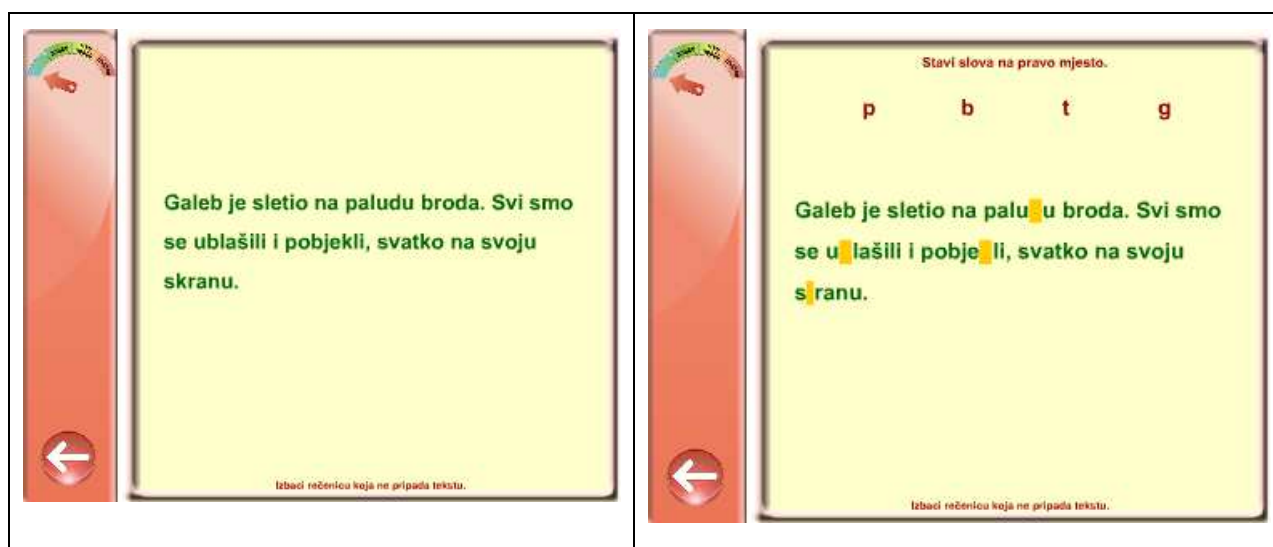 Galeb je sletio na paludu broda. Svi smo
se ublašili i pobjekli, svatko na svoju
skranu.
Izbaci rečenicu koja ne pripada tekstu.
Stavi slova na pravo mjesto.
p b t g
Galeb je sletio na palu u broda. Svi smo
se u lašili i pobje li, svatko na svoju
s ranu.
Izbaci rečenicu koja ne pripada tekstu.